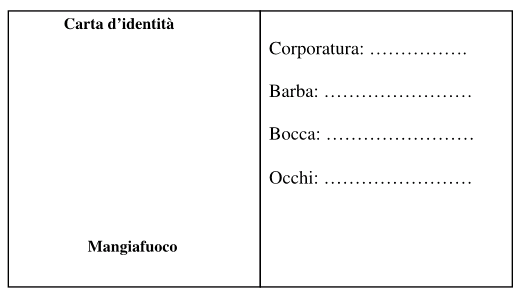 Carta d’identità
Mangiafuoco
Corporatura: …………….
Barba: ……………………
Bocca: ……………………
Occhi: ……………………